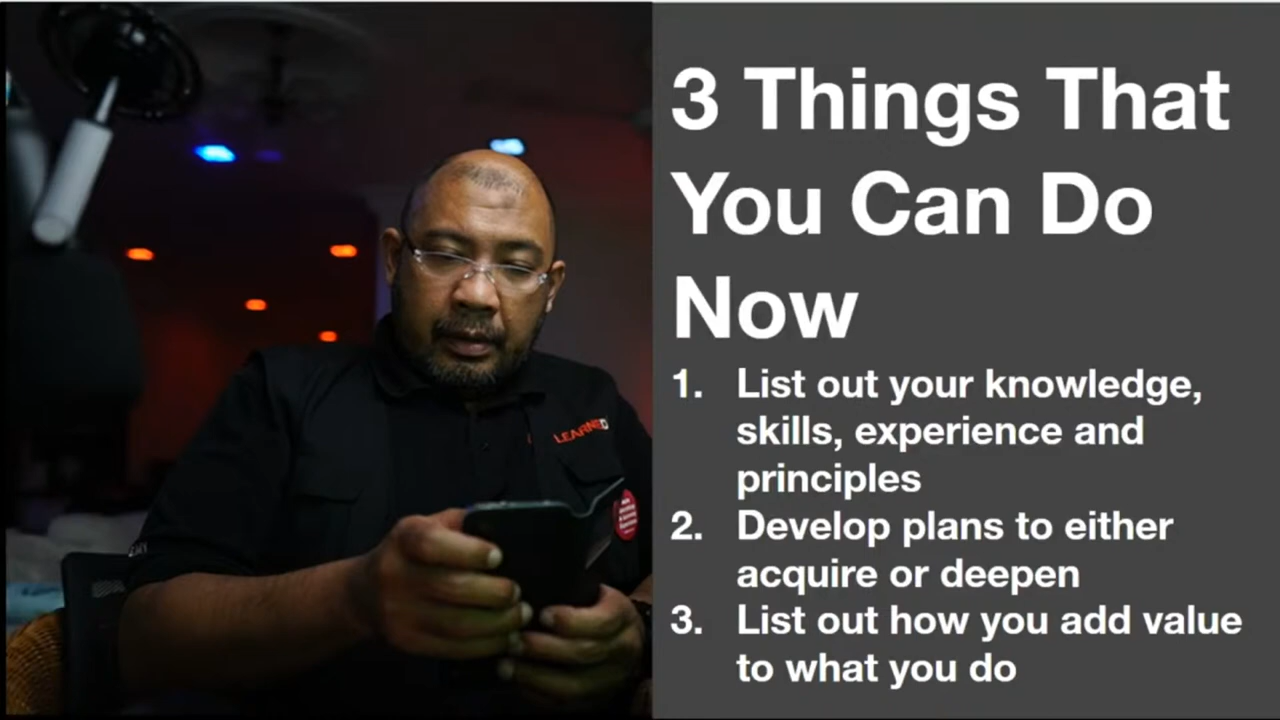 3 Things That
You Can Do
Now
1. List out your knowledge,
skills, experience and
principles
2. Develop plans to either
acquire or deepen
3. List out how you add value
to what you do
LEARNED